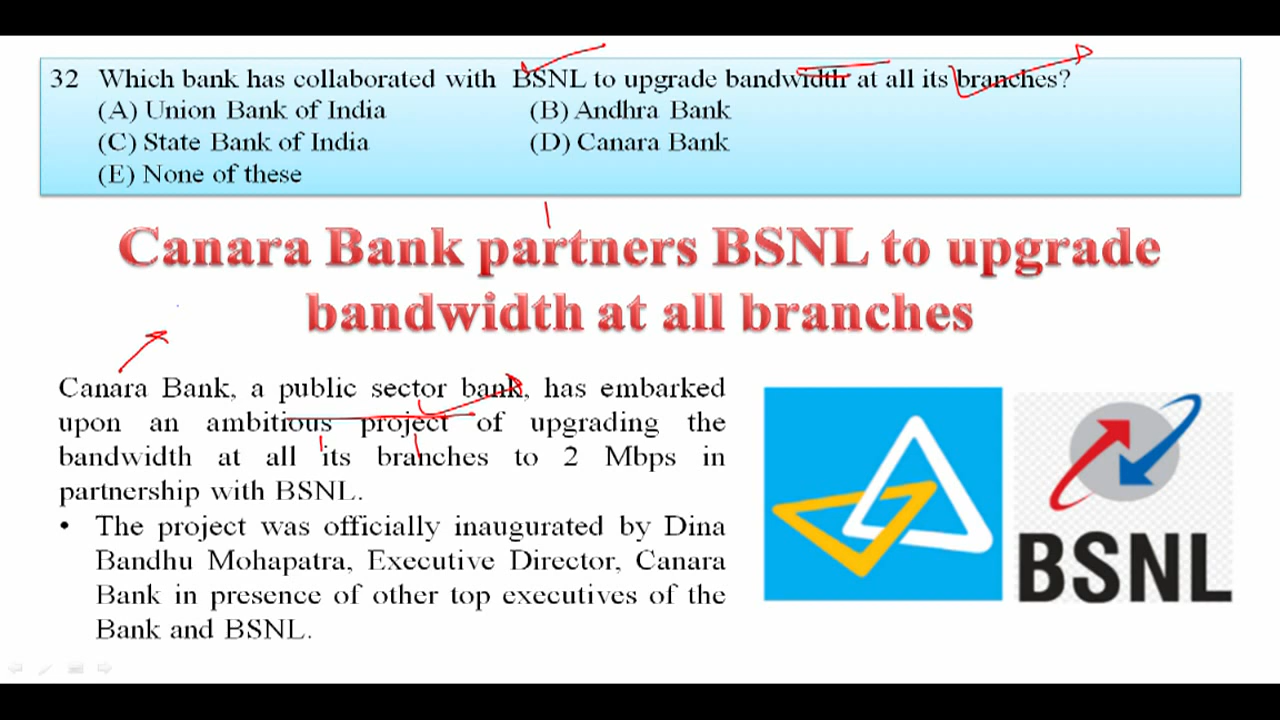 32 Which bank has collaborated with BSNL to upgrade bandwidth at all its branches?
(A) Union Bank of India (B) Andhra Bank
(C) State Bank of India (D) Canara Bank
(E) None of these
Canara Bank partners BSNL to upgrade
bandwidth at all branches
Canara Bank, a public sector bank, has embarked
upon an ambitious project of upgrading the
bandwidth at all its branches to 2 Mbps in
partnership with BSNL.
• The project was officially inaugurated by Dina
Bandhu Mohapatra, Executive Director, Canara
Bank in presence of other top executives of the
Bank and BSNL.
BSNL